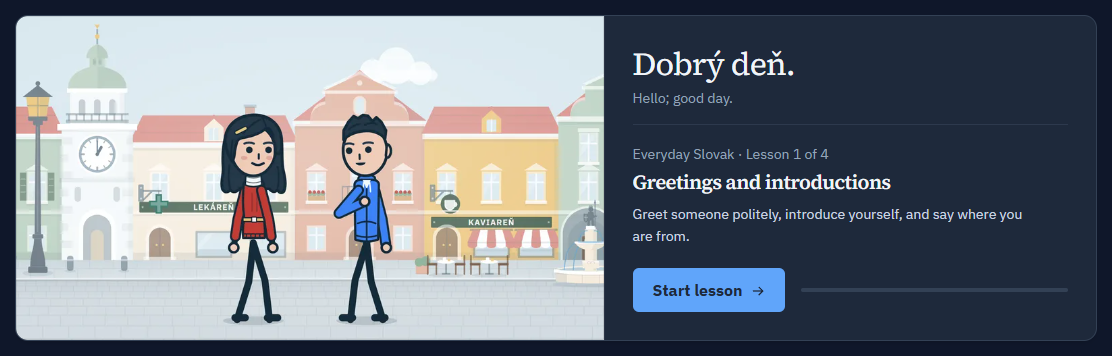 LEKÁREŇ
KAVIAREŇ
Dobrý deň.
Hello; good day.
Everyday Slovak · Lesson 1 of 4
Greetings and introductions
Greet someone politely, introduce yourself, and say where you
are from.
Start lesson →